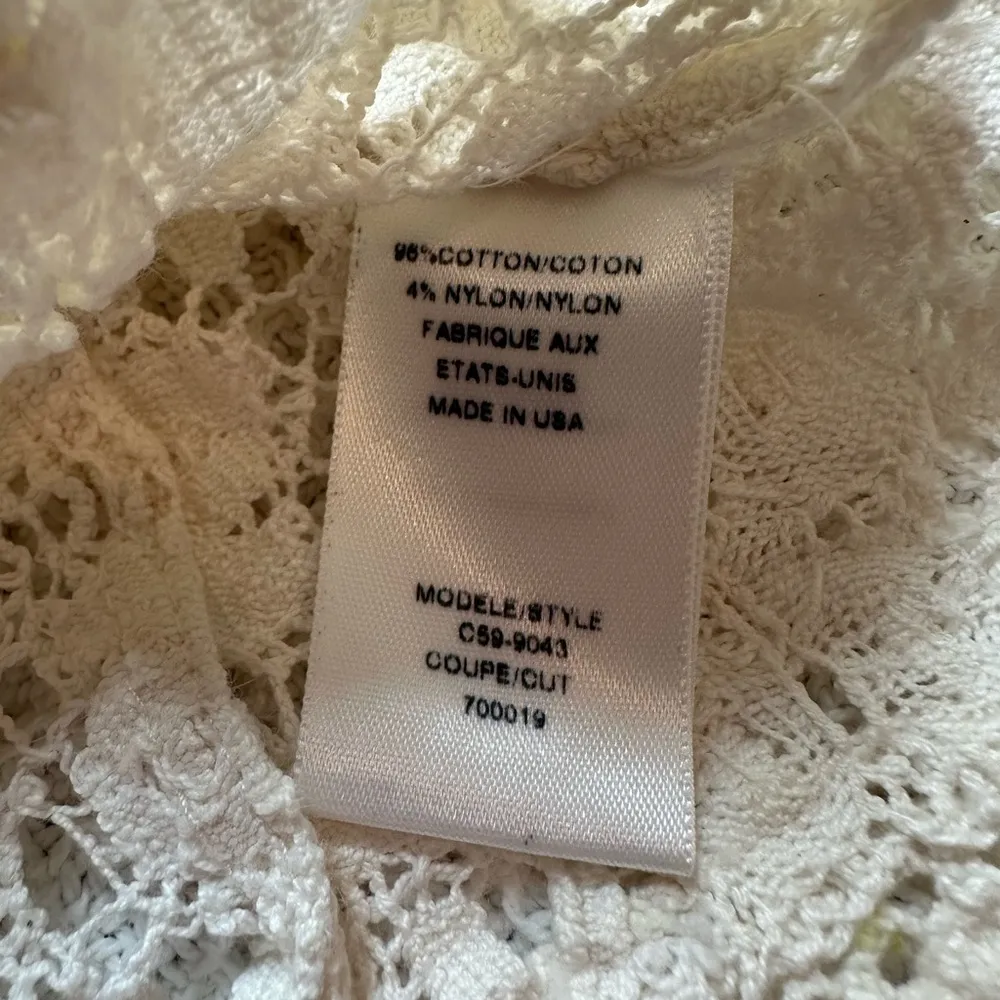 96%COTTON/COTON
4% NYLON/NYLON
FABRIQUE AUX
ETATS-UNIS
MADE IN USA
MODELE/STYLE
C59-9043
COUPE/CUT
700019